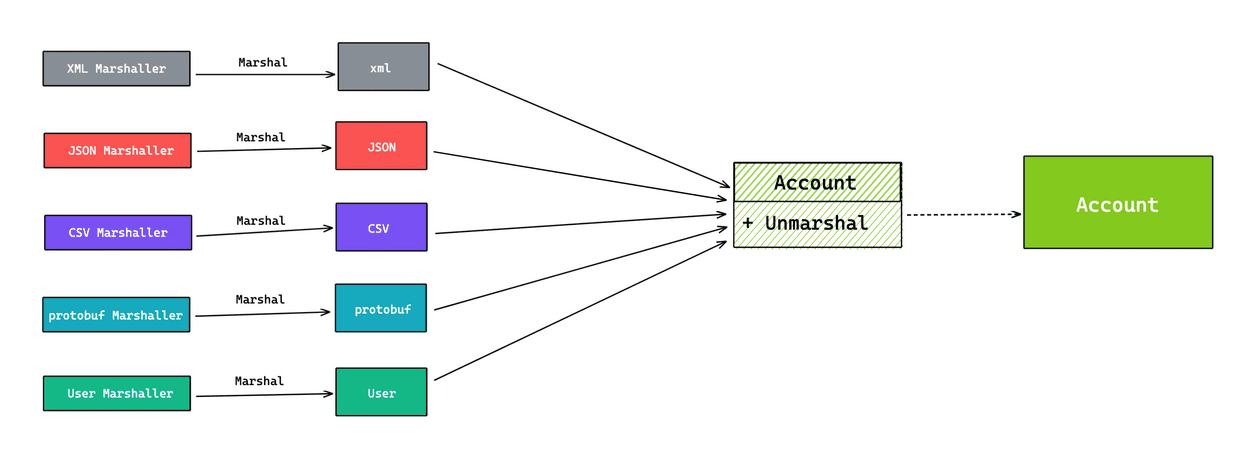 XML Marshaller
Marshal
xml
JSON Marshaller
Marshal
JSON
CSV Marshaller
Marshal
CSV
protobuf Marshaller
Marshal
protobuf
User Marshaller
Marshal
User
Account
+ Unmarshal
Account